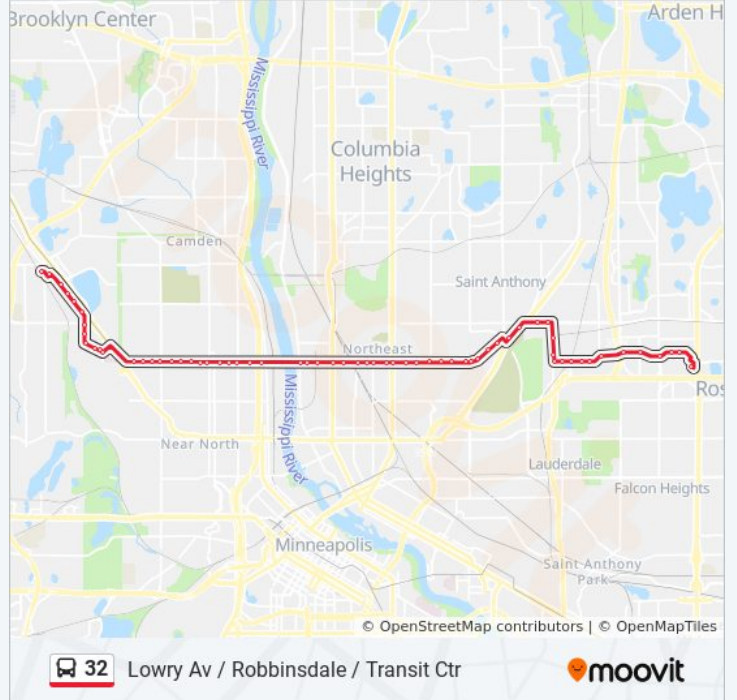 Brooklyn Center
Arden H
Mississippi River
Columbia
Heights
Camden
Saint Anthony
Northeast
Ros
Mississippi River
Near North
Lauderdale
Falcon Heights
Minneapolis
Saint Anthony
Park
© OpenStreetMap contributors | © OpenMapTiles
32 Lowry Av / Robbinsdale / Transit Ctr
moovit